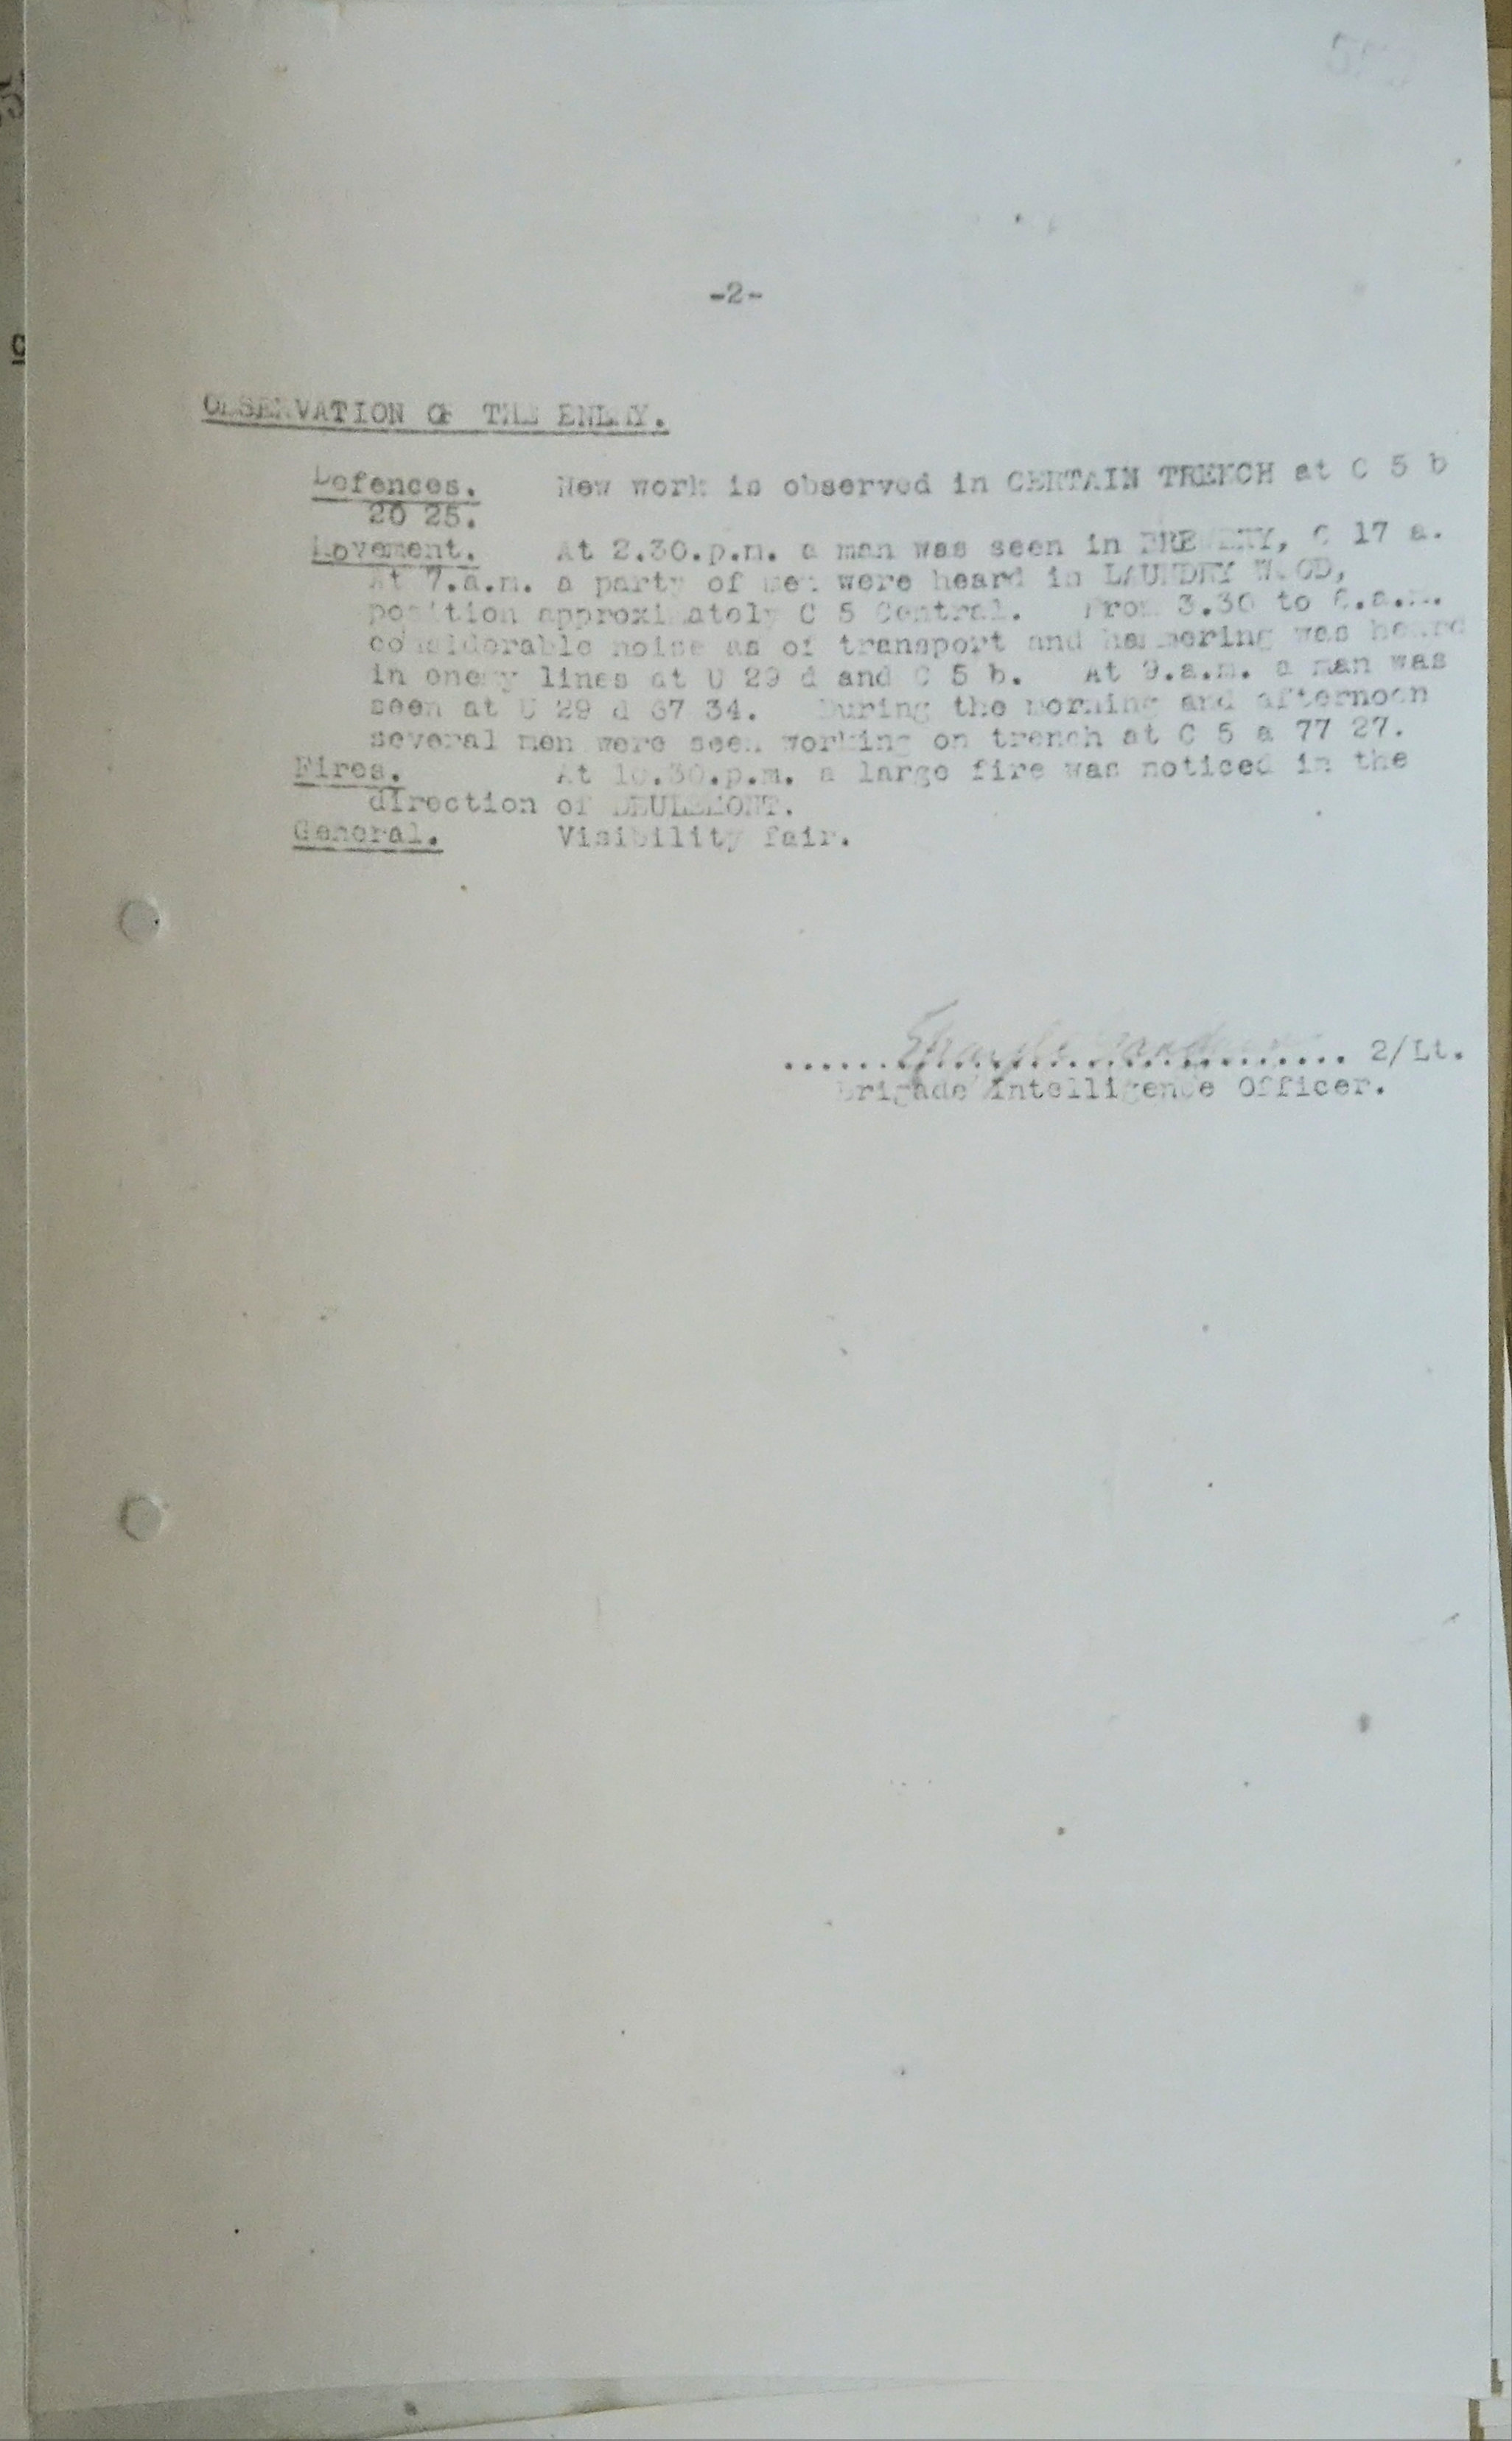 -2-
OBSERVATION OF THE ENEMY.
Defences. New work is observed in CERTAIN TRENCH at C 5 b
20 25.
Movement. At 2.30.p.m. a man was seen in BREWERY, C 17 a.
At 7.a.m. a party of men were heard in LAUNDRY WOOD,
position approximately C 5 Central. From 3.30 to
considerable noise as of transport and hammering was heard
in enemy lines at U 29 d and C 5 b. At 9.a.m. a man was
seen at U 29 d 67 34. During the morning and afternoon
several men were seen working on trench at C 5 a 77 27.
Fires. At 10.30.p.m. a large fire was noticed in the
direction of DEULEMONT.
General. Visibility fair.
2/Lt.
Brigade Intelligence Officer.